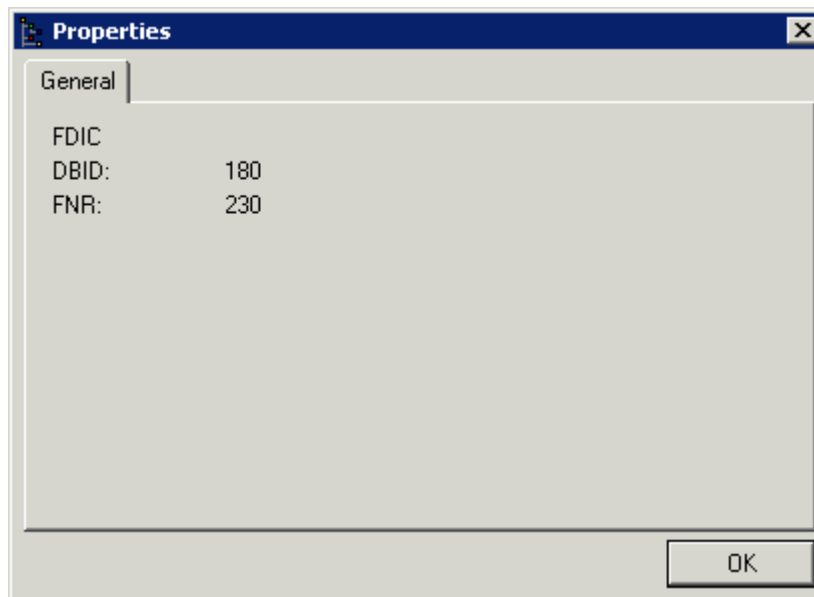 Properties
General
FDIC
DBID: 180
FNR: 230
OK